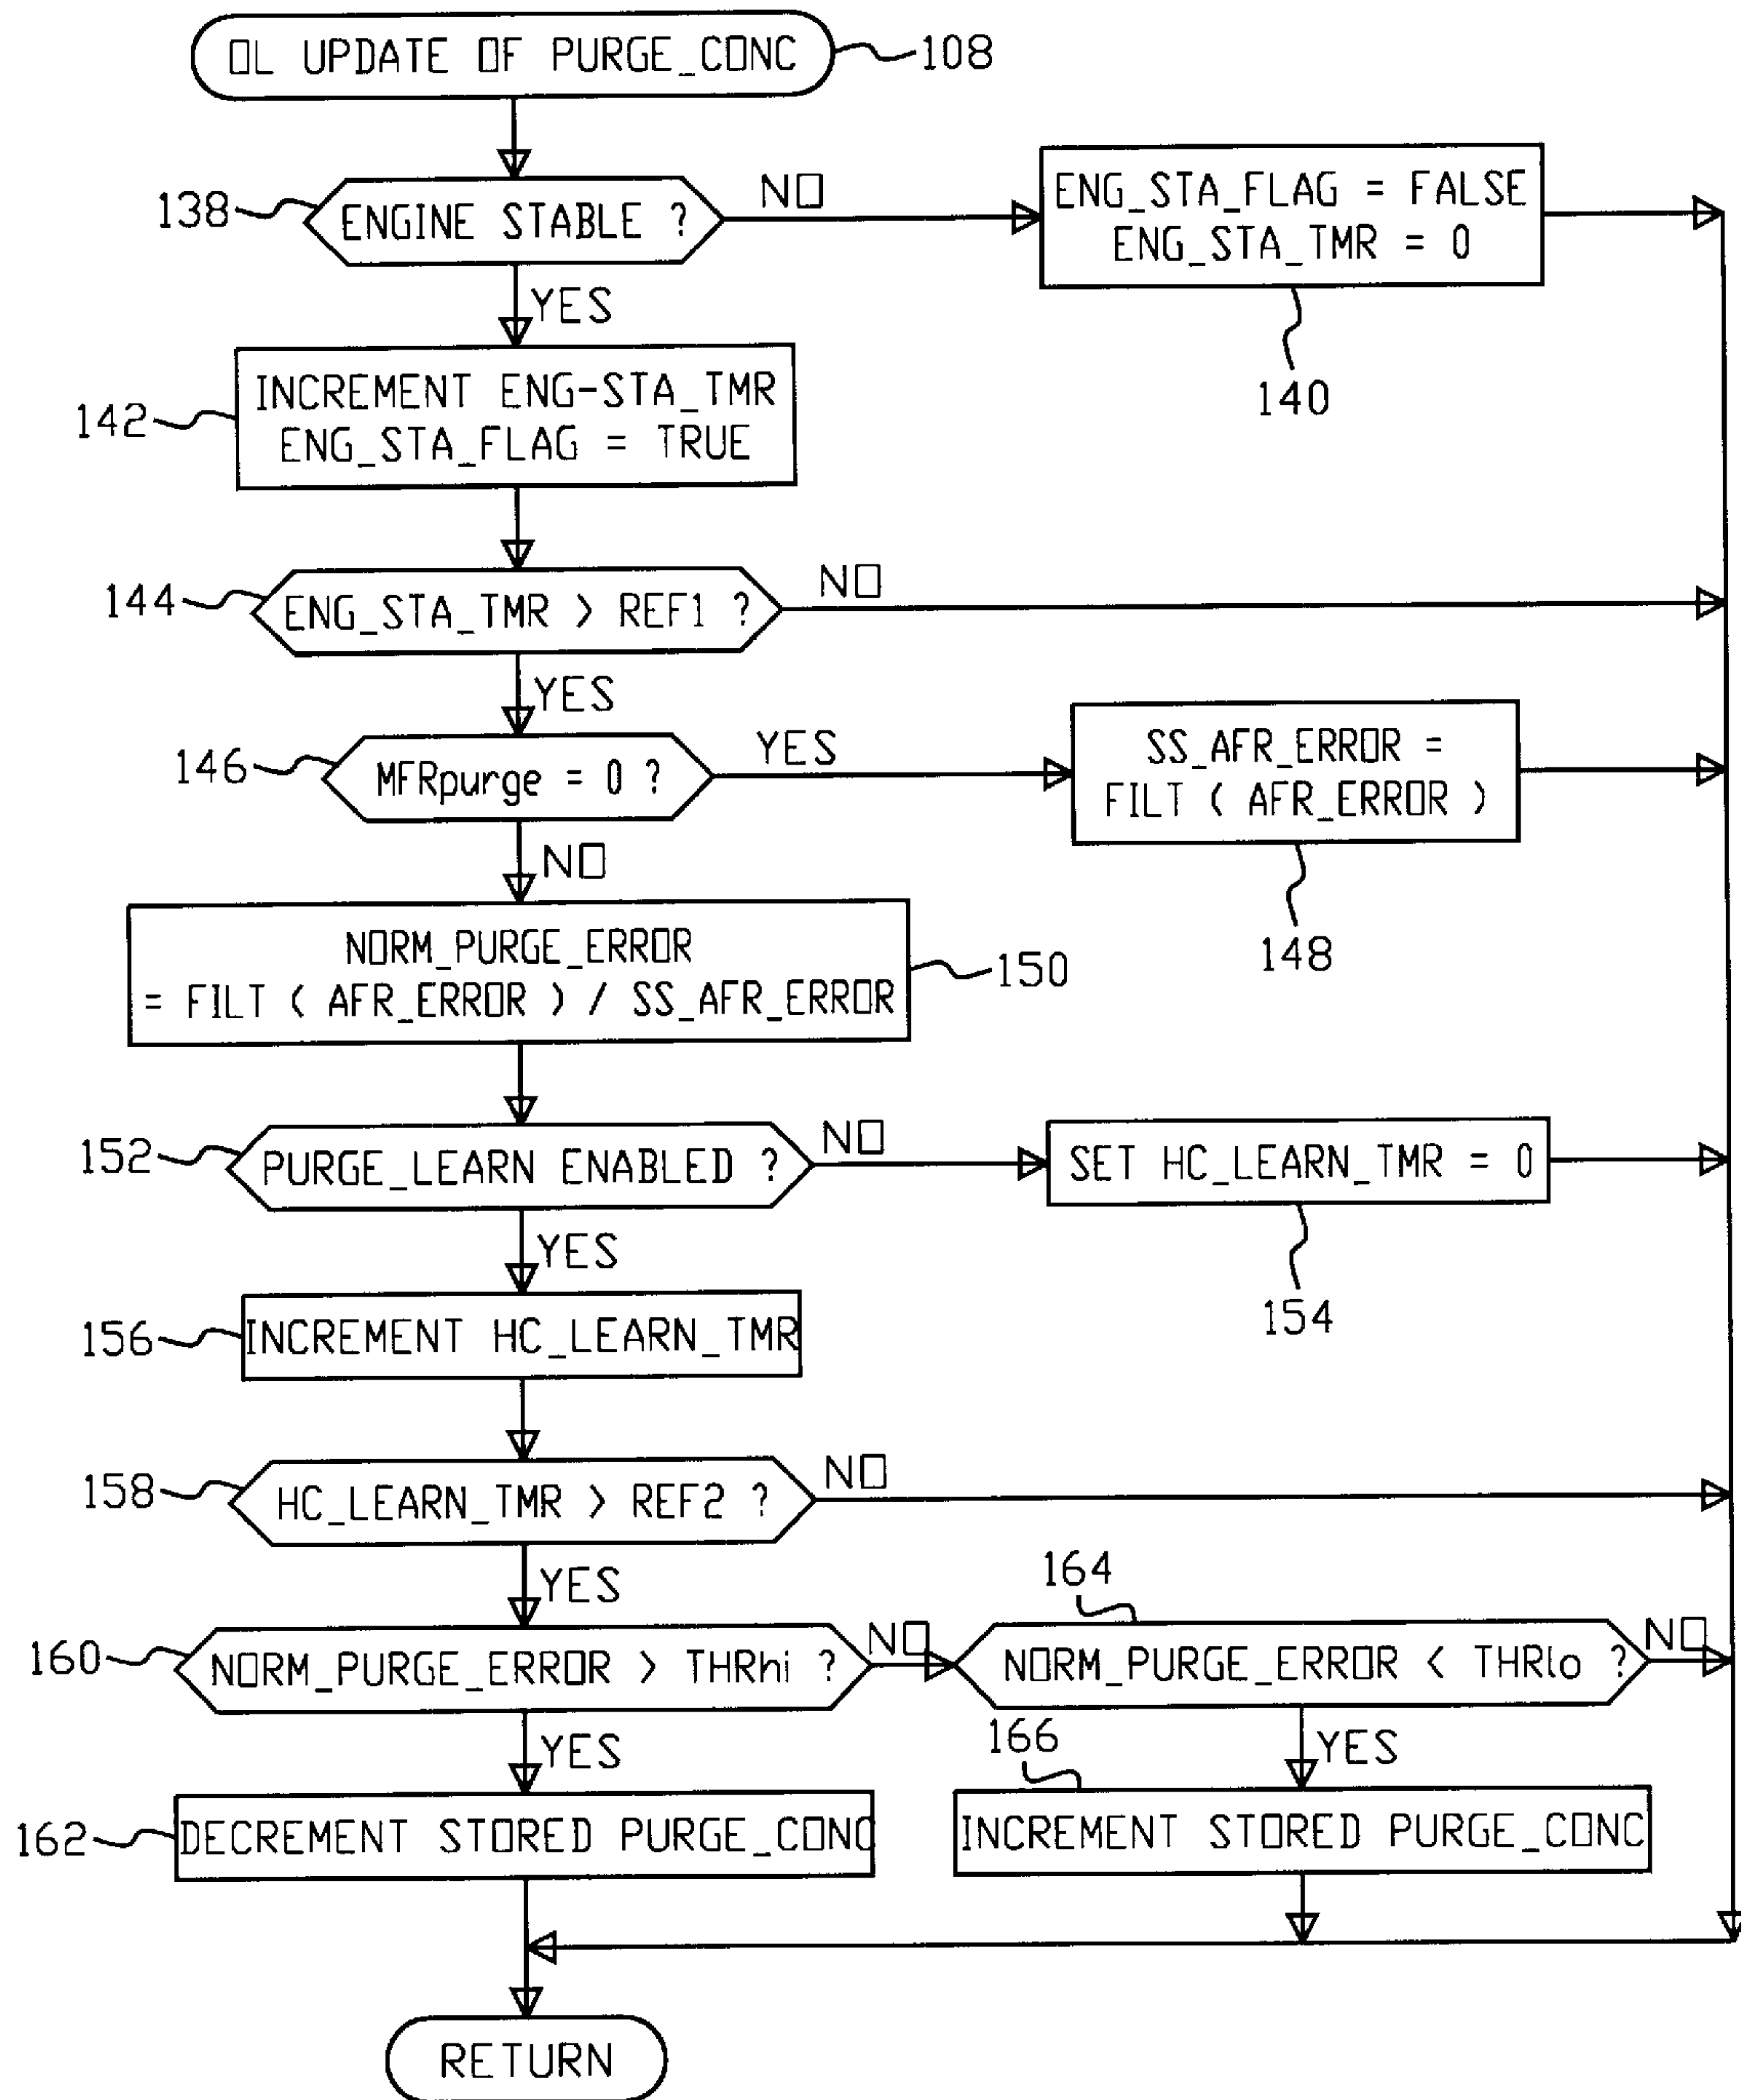 OL UPDATE OF PURGE_CONC
108
138
ENGINE STABLE ?
NO
ENG_STA_FLAG = FALSE
ENG_STA_TMR = 0
140
YES
142
INCREMENT ENG-STA_TMR
ENG_STA_FLAG = TRUE
144
ENG_STA_TMR > REF1 ?
NO
YES
146
MFRpurge = 0 ?
YES
SS_AFR_ERROR =
FILT ( AFR_ERROR )
148
NO
NORM_PURGE_ERROR
= FILT ( AFR_ERROR ) / SS_AFR_ERROR
150
152
PURGE_LEARN ENABLED ?
NO
SET HC_LEARN_TMR = 0
154
YES
156
INCREMENT HC_LEARN_TMR
158
HC_LEARN_TMR > REF2 ?
NO
YES
160
NORM_PURGE_ERROR > THRhi ?
NO
164
NORM_PURGE_ERROR < THRlo ?
NO
YES
162
DECREMENT STORED PURGE_CONC
166
YES
INCREMENT STORED PURGE_CONC
RETURN